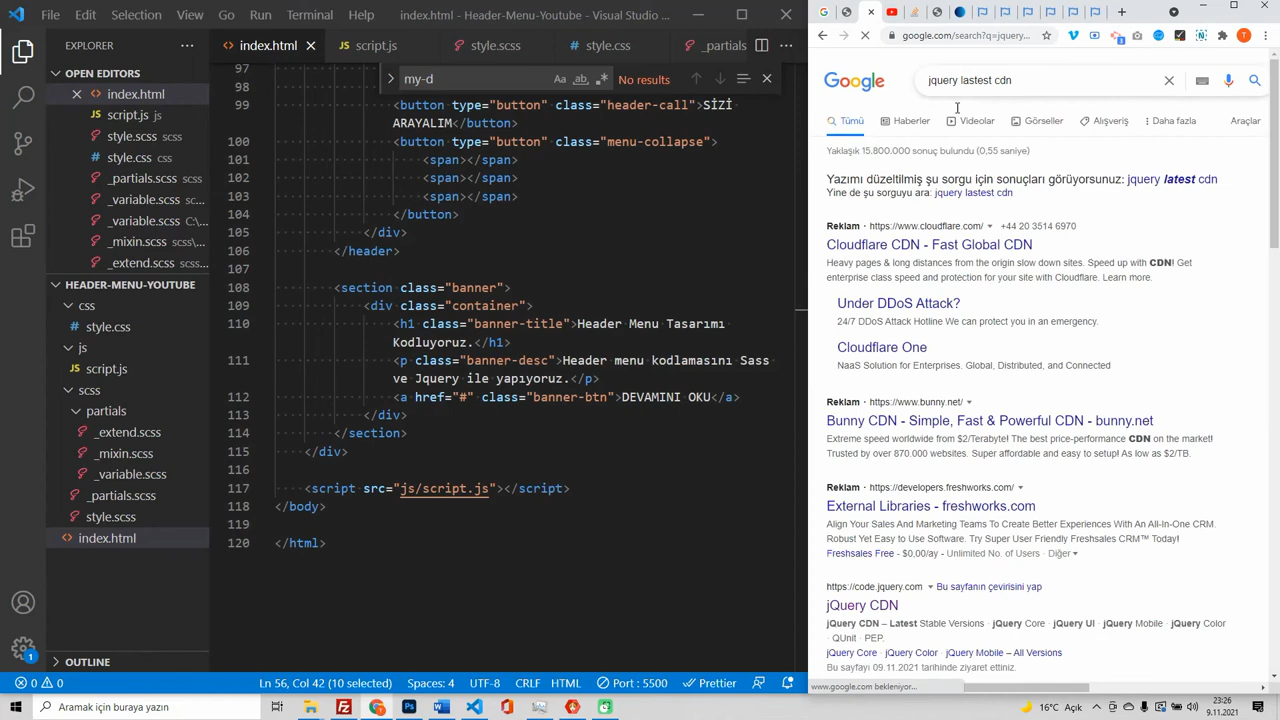 File Edit Selection
index.html - Header-Menu-Youtube - Visual Studio ...
EXPLORER
OPEN EDITORS
index.html
script.js js
style.css css
_partials.scss
style.css
_variables.scss C:\...
_mixin.scss scss\...
_extend.scss scss...
HEADER-MENU-YOUTUBE
css
style.css
js
script.js
scss
partials
_extend.scss
_mixin.scss
_variable.scss
_partials.scss
style.scss
index.html
OUTLINE
1
index.html
script.js
style.scss
style.css
_partials
my-d
No results
97
98
99 <button type="button" class="header-call">SİZİ
ARAYALIM</button>
100 <button type="button" class="menu-collapse">
101 <span></span>
102 <span></span>
103 <span></span>
104 </button>
105 </div>
106 </header>
107
108 <section class="banner">
109 <div class="container">
110 <h1 class="banner-title">Header Menu Tasarımı
Kodluyoruz.</h1>
111 <p class="banner-desc">Header menu kodlamasını Sass
ve Jquery ile yapıyoruz.</p>
112 <a href="#" class="banner-btn">DEVAMINI OKU</a>
113 </div>
114 </section>
115 </div>
116
117 <script src="js/script.js"></script>
118 </body>
119
120 </html>
0 0
Ln 56, Col 42 (10 selected)
Spaces: 4
UTF-8
CRLF
HTML
Port : 5500
Prettier
google.com/search?q=jquery...
3
T
Google
jquery lastest cdn
Tümü
Haberler
Videolar
Görseller
Alışveriş
Daha fazla
Araçlar
Yaklaşık 15.800.000 sonuç bulundu (0,55 saniye)
Yazımı düzeltilmiş şu sorgu için sonuçları görüyorsunuz: jquery latest cdn
Yine de şu sorguyu ara: jquery lastest cdn
Reklam · https://www.cloudflare.com/ +44 20 3514 6970
Cloudflare CDN - Fast Global CDN
Heavy pages & long distances from the origin slow down sites. Speed up with CDN! Get
enterprise class speed and protection for your site with Cloudflare. Learn more.
Under DDoS Attack?
24/7 DDoS Attack Hotline We can protect you in an emergency.
Cloudflare One
NaaS Solution for Enterprises. Global, Distributed, and Connected
Reklam · https://www.bunny.net/
Bunny CDN - Simple, Fast & Powerful CDN - bunny.net
Extreme speed worldwide from $2/Terabyte! The best price-performance CDN on the market!
Trusted by over 870.000 websites. Super affordable and easy to setup! As low as $2/TB.
Reklam · https://developers.freshworks.com/
External Libraries - freshworks.com
Align Your Sales And Marketing Teams To Create Better Experiences With An All-In-One CRM.
Robust Yet Easy to Use Software. Try Super User Friendly Freshsales CRM™ Today!
Freshsales Free - $0,00/ay - Unlimited No. of Users · Diğer
https://code.jquery.com Bu sayfanın çevirisini yap
jQuery CDN
jQuery CDN – Latest Stable Versions · jQuery Core · jQuery UI · jQuery Mobile · jQuery Color
· QUnit · PEP.
jQuery Core · jQuery Color · jQuery Mobile – All Versions
Bu sayfayı 09.11.2021 tarihinde ziyaret ettiniz.
www.google.com bekleniyor...
Aramak için buraya yazın
16°C Açık
23:26
9.11.2021